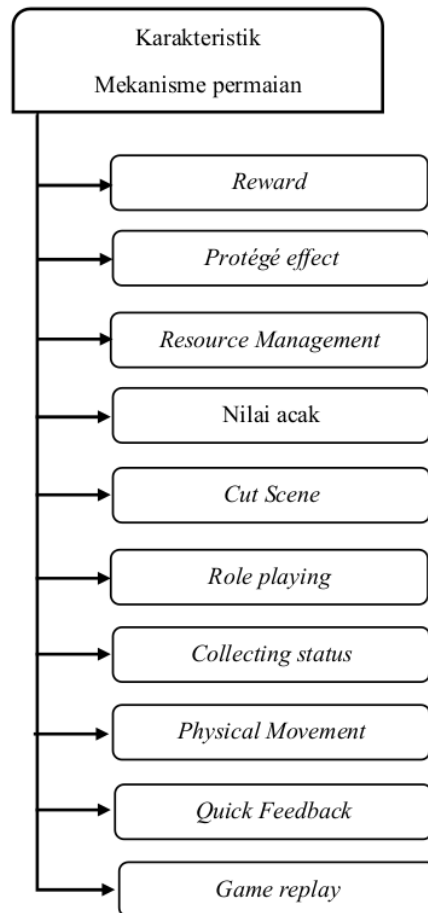 Karakteristik
Mekanisme permaian
Reward
Protégé effect
Resource Management
Nilai acak
Cut Scene
Role playing
Collecting status
Physical Movement
Quick Feedback
Game replay